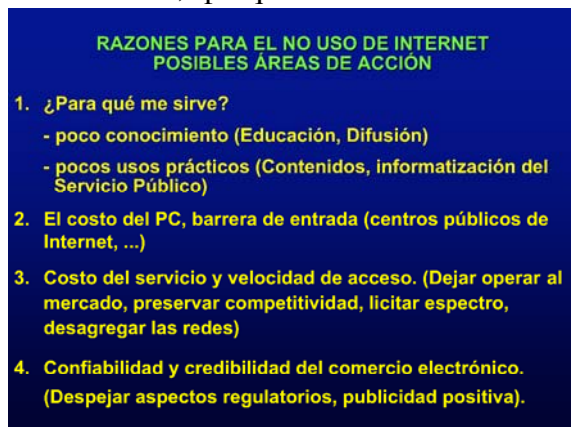 RAZONES PARA EL NO USO DE INTERNET
POSIBLES ÁREAS DE ACCIÓN
1. ¿Para qué me sirve?
- poco conocimiento (Educación, Difusión)
- pocos usos prácticos (Contenidos, informatización del
Servicio Público)
2. El costo del PC, barrera de entrada (centros públicos de
Internet, ...)
3. Costo del servicio y velocidad de acceso. (Dejar operar al
mercado, preservar competitividad, licitar espectro,
desagregar las redes)
4. Confiabilidad y credibilidad del comercio electrónico.
(Despejar aspectos regulatorios, publicidad positiva).